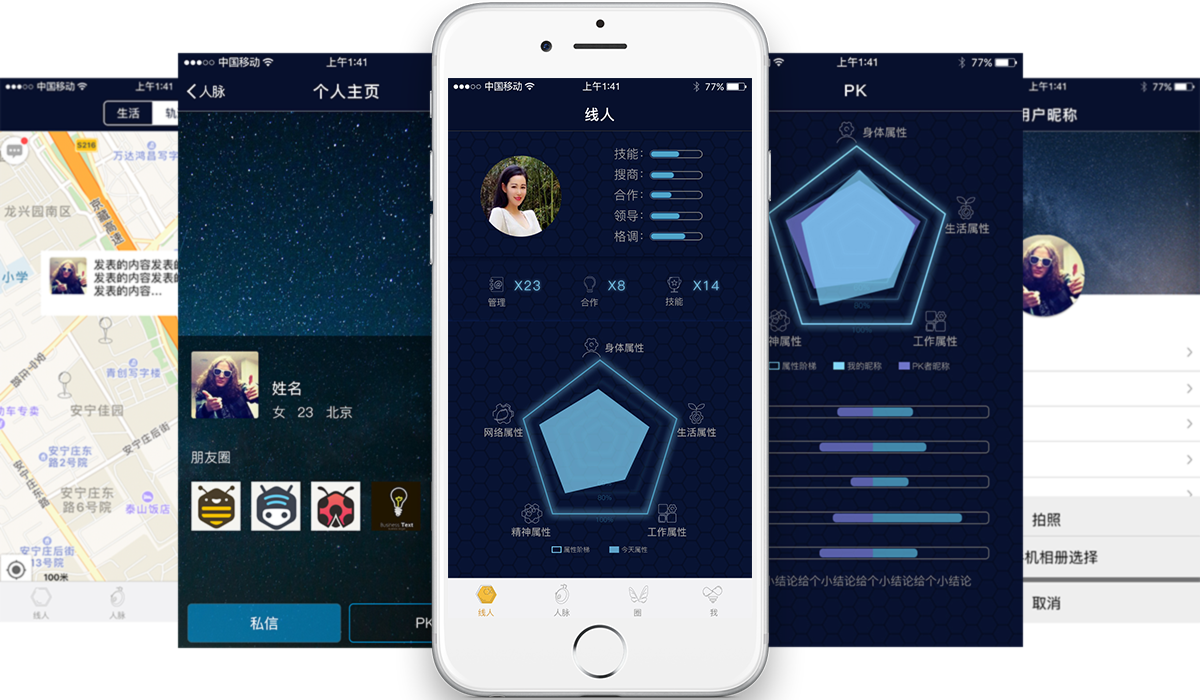 中国移动
上午1:41
生活
轨
S216
万达鸿昌写字
龙兴园南区
京藏高速
小学
发表的内容发表的
发表的内容发表的
发表的内容...
青创写字楼
安宁佳园
安宁庄路
安宁庄东路
安宁庄后街
安宁庄东
路2号院
安宁庄东
路6号院
泰山饭店
安宁庄后街
13号院
100米
线人
人脉
中国移动
上午1:41
人脉
个人主页
姓名
女 23 北京
朋友圈
Business Text
私信
PK
中国移动
上午1:41
77%
线人
技能:
搜商:
合作:
领导:
格调:
X23
管理
X8
合作
X14
技能
身体属性
网络属性
生活属性
90%
100%
精神属性
工作属性
属性阶梯
今天属性
线人
人脉
圈
我
上午1:41
77%
PK
身体属性
生活属性
90%
100%
神属性
工作属性
属性阶梯
我的昵称
PK者昵称
小结论给个小结论给个小结论给个小结论
上午1:41
77%
用户昵称
拍照
机相册选择
取消